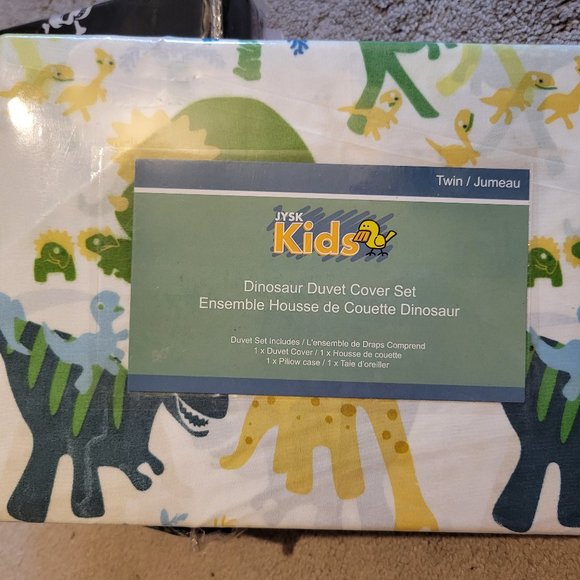 Twin / Jumeau
JYSK
Kids
Dinosaur Duvet Cover Set
Ensemble Housse de Couette Dinosaur
Duvet Set Includes / L'ensemble de Draps Comprend
1 x Duvet Cover / 1 x Housse de couette
1 x Pillow case / 1 x Taie d'oreiller